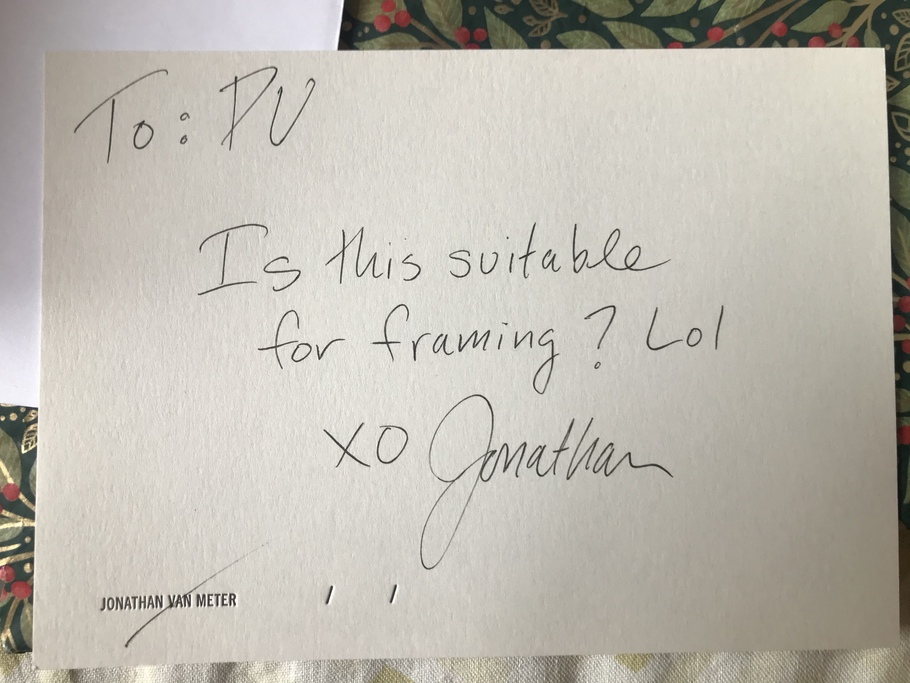 To: PV
Is this suitable
for framing? Lol
XO Jonathan
JONATHAN VAN METER / /